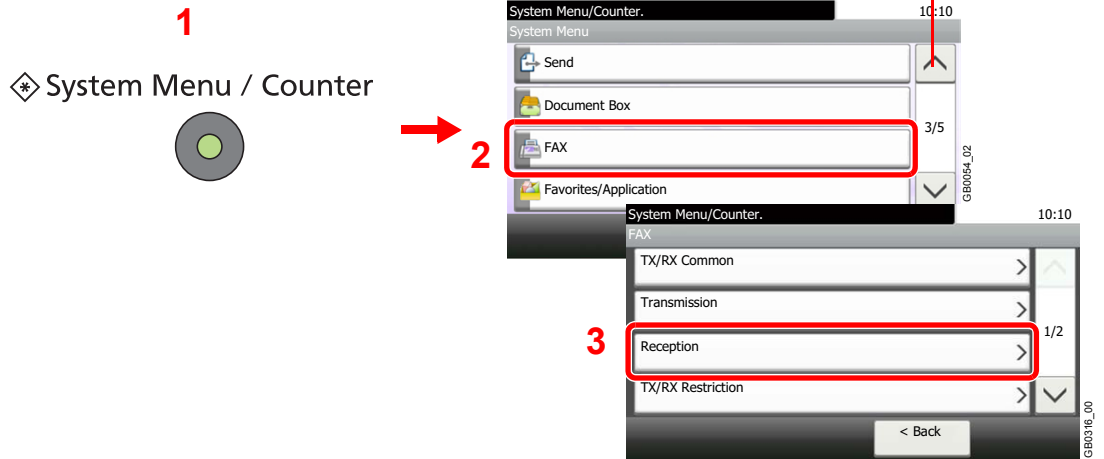 1
System Menu / Counter
System Menu/Counter.
10:10
System Menu
Send
Document Box
3/5
2
FAX
Favorites/Application
GB0054_02
System Menu/Counter.
10:10
FAX
TX/RX Common
Transmission
1/2
3
Reception
TX/RX Restriction
< Back
GB0316_00